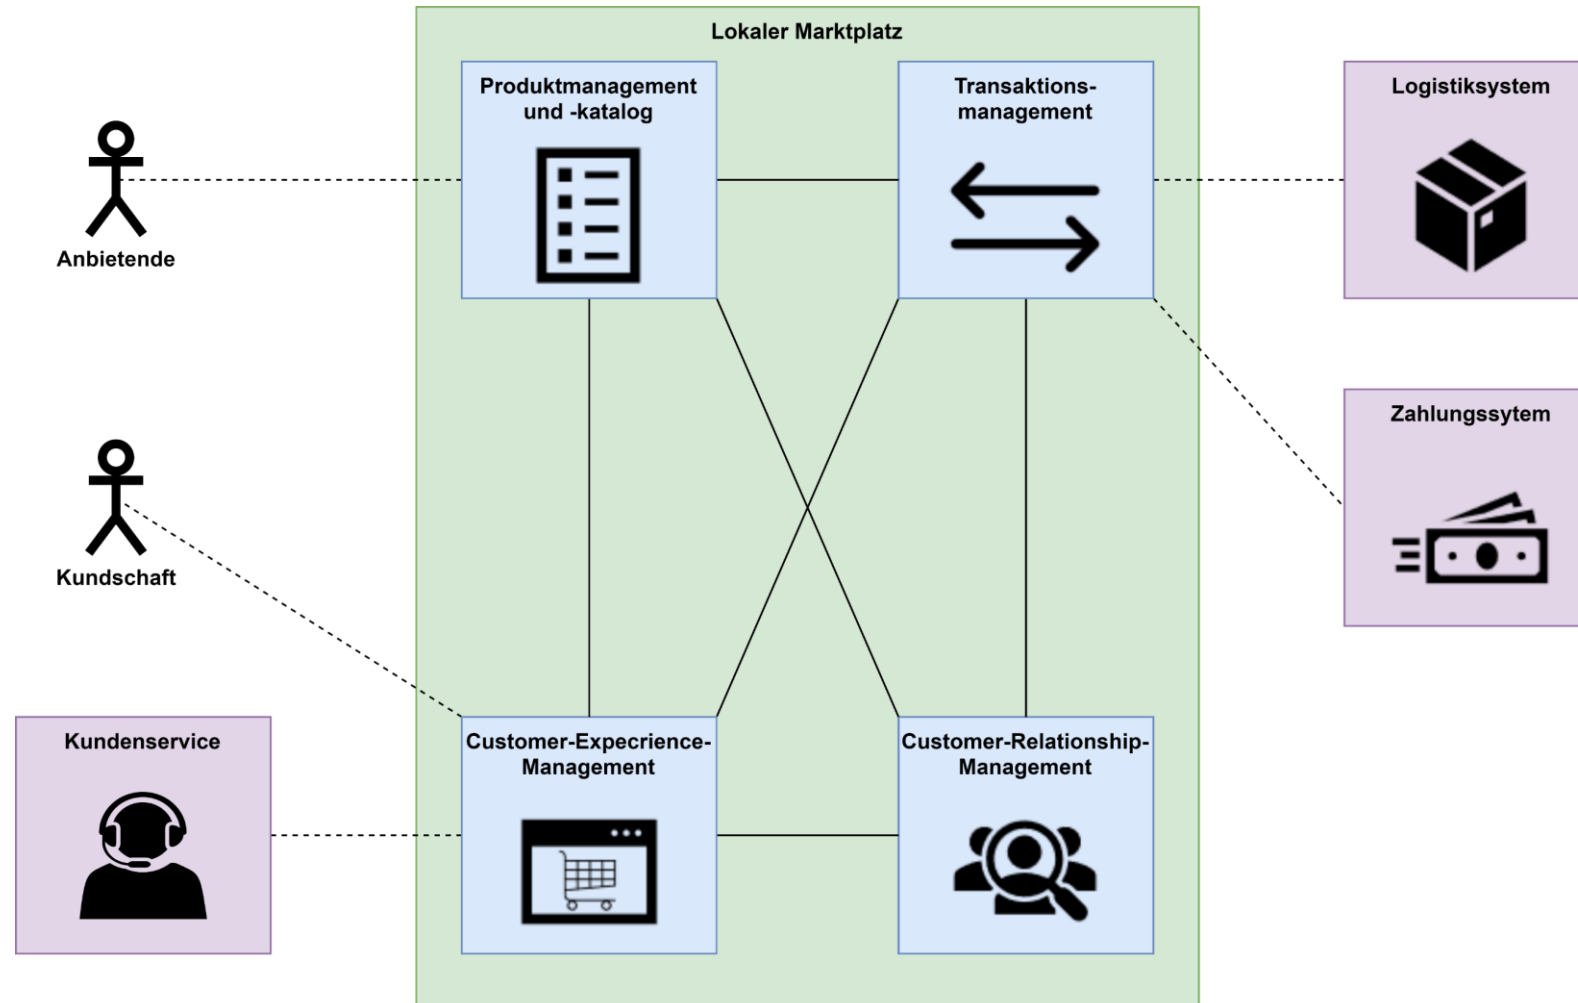 Lokaler Marktplatz
Produktmanagement
und -katalog
Transaktions-
management
Logistiksystem
Anbietende
Zahlungssytem
Kundschaft
Kundenservice
Customer-Expecrience-
Management
Customer-Relationship-
Management